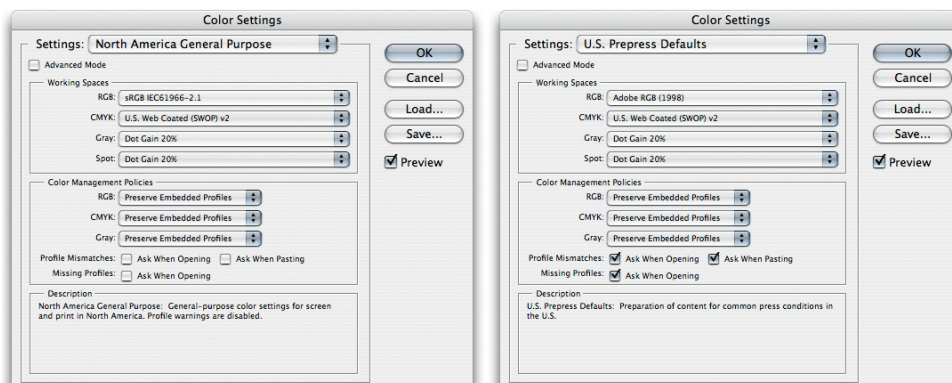 Color Settings
Settings: North America General Purpose
Advanced Mode
Working Spaces
RGB: sRGB IEC61966-2.1
CMYK: U.S. Web Coated (SWOP) v2
Gray: Dot Gain 20%
Spot: Dot Gain 20%
Color Management Policies
RGB: Preserve Embedded Profiles
CMYK: Preserve Embedded Profiles
Gray: Preserve Embedded Profiles
Profile Mismatches: Ask When Opening Ask When Pasting
Missing Profiles: Ask When Opening
Description
North America General Purpose: General-purpose color settings for screen
and print in North America. Profile warnings are disabled.
OK
Cancel
Load...
Save...
Preview
Color Settings
Settings: U.S. Prepress Defaults
Advanced Mode
Working Spaces
RGB: Adobe RGB (1998)
CMYK: U.S. Web Coated (SWOP) v2
Gray: Dot Gain 20%
Spot: Dot Gain 20%
Color Management Policies
RGB: Preserve Embedded Profiles
CMYK: Preserve Embedded Profiles
Gray: Preserve Embedded Profiles
Profile Mismatches: Ask When Opening Ask When Pasting
Missing Profiles: Ask When Opening
Description
U.S. Prepress Defaults: Preparation of content for common press conditions in
the U.S.
OK
Cancel
Load...
Save...
Preview